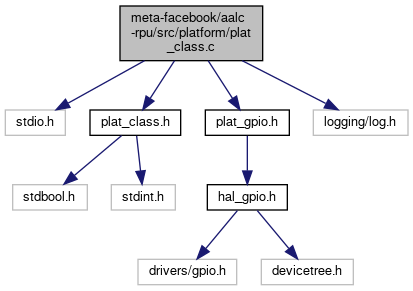 meta-facebook/aalc
-rpu/src/platform/plat
_class.c
stdio.h
plat_class.h
plat_gpio.h
logging/log.h
stdbool.h
stdint.h
hal_gpio.h
drivers/gpio.h
devicetree.h